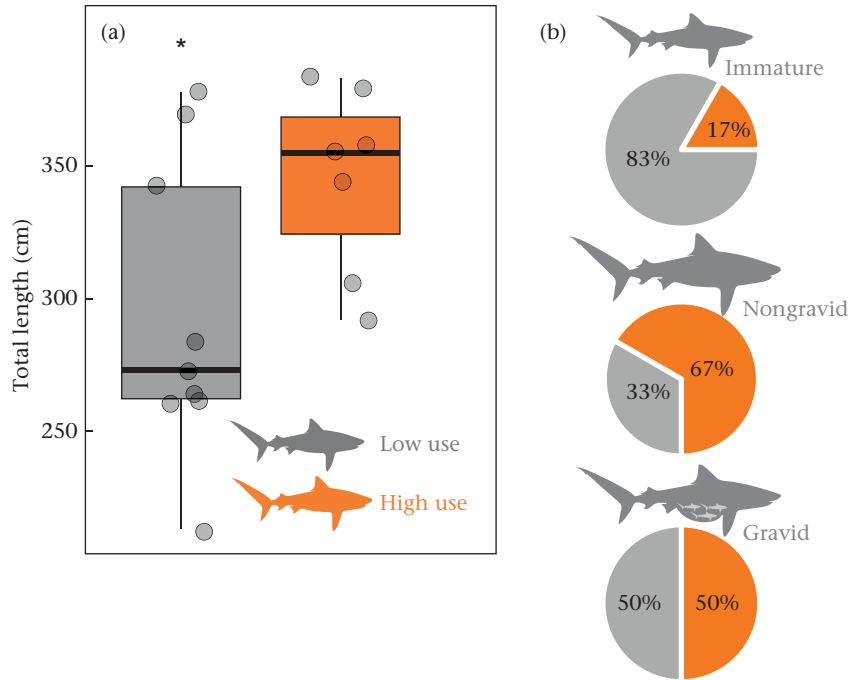 (a)
*
Total length (cm)
350
300
250
Low use
High use
(b)
Immature
17%
83%
Nongravid
67%
33%
Gravid
50%
50%